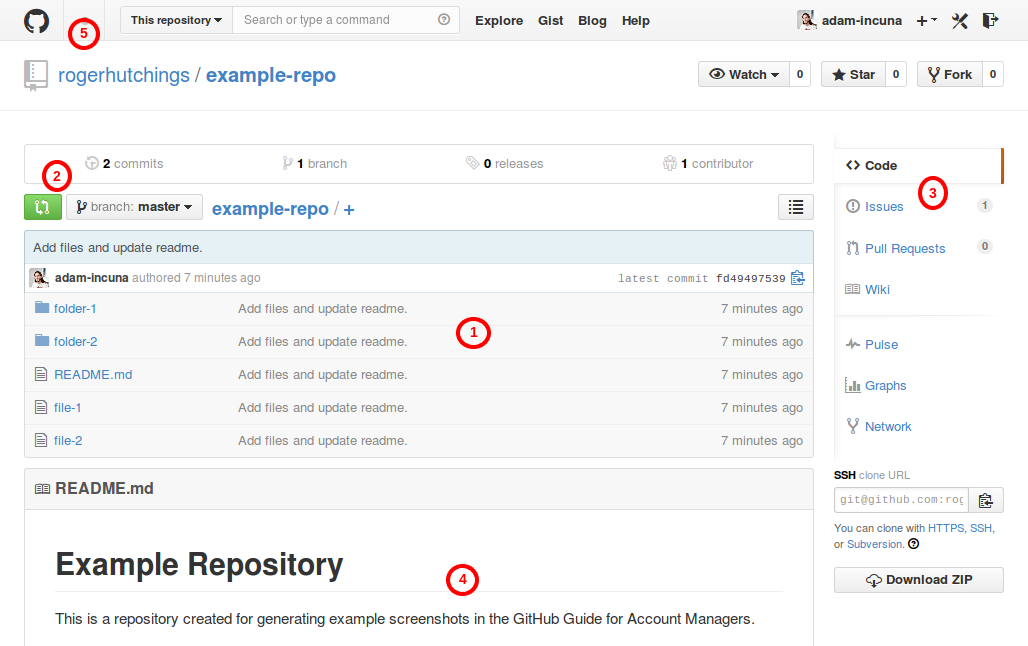 This repository Search or type a command Explore Gist Blog Help adam-incuna +
5
rogerhutchings / example-repo Watch 0 Star 0 Fork 0
2 commits 1 branch 0 releases 1 contributor
2
branch: master example-repo / +
Add files and update readme.
adam-incuna authored 7 minutes ago latest commit fd49497539
folder-1 Add files and update readme. 7 minutes ago
1
folder-2 Add files and update readme. 7 minutes ago
README.md Add files and update readme. 7 minutes ago
file-1 Add files and update readme. 7 minutes ago
file-2 Add files and update readme. 7 minutes ago
README.md
Example Repository
4
This is a repository created for generating example screenshots in the GitHub Guide for Account Managers.
Code
3
Issues 1
Pull Requests 0
Wiki
Pulse
Graphs
Network
SSH clone URL
git@github.com:rog
You can clone with HTTPS, SSH,
or Subversion.
Download ZIP